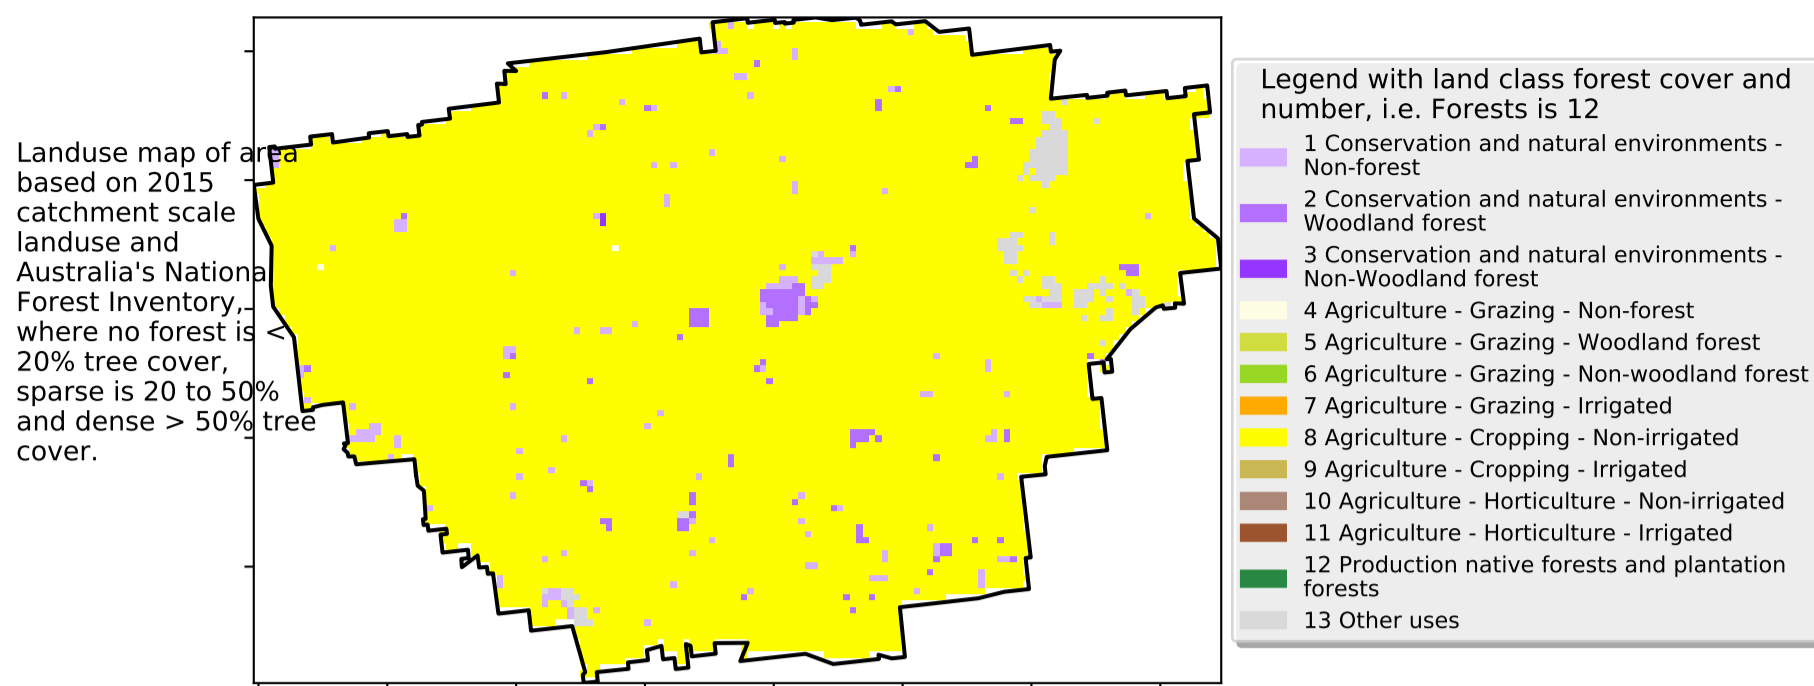 Landuse map of area
based on 2015
catchment scale
landuse and
Australia's National
Forest Inventory,
where no forest is <
20% tree cover,
sparse is 20 to 50%
and dense > 50% tree
cover.
Legend with land class forest cover and
number, i.e. Forests is 12
1 Conservation and natural environments -
Non-forest
2 Conservation and natural environments -
Woodland forest
3 Conservation and natural environments -
Non-Woodland forest
4 Agriculture - Grazing - Non-forest
5 Agriculture - Grazing - Woodland forest
6 Agriculture - Grazing - Non-woodland forest
7 Agriculture - Grazing - Irrigated
8 Agriculture - Cropping - Non-irrigated
9 Agriculture - Cropping - Irrigated
10 Agriculture - Horticulture - Non-irrigated
11 Agriculture - Horticulture - Irrigated
12 Production native forests and plantation
forests
13 Other uses